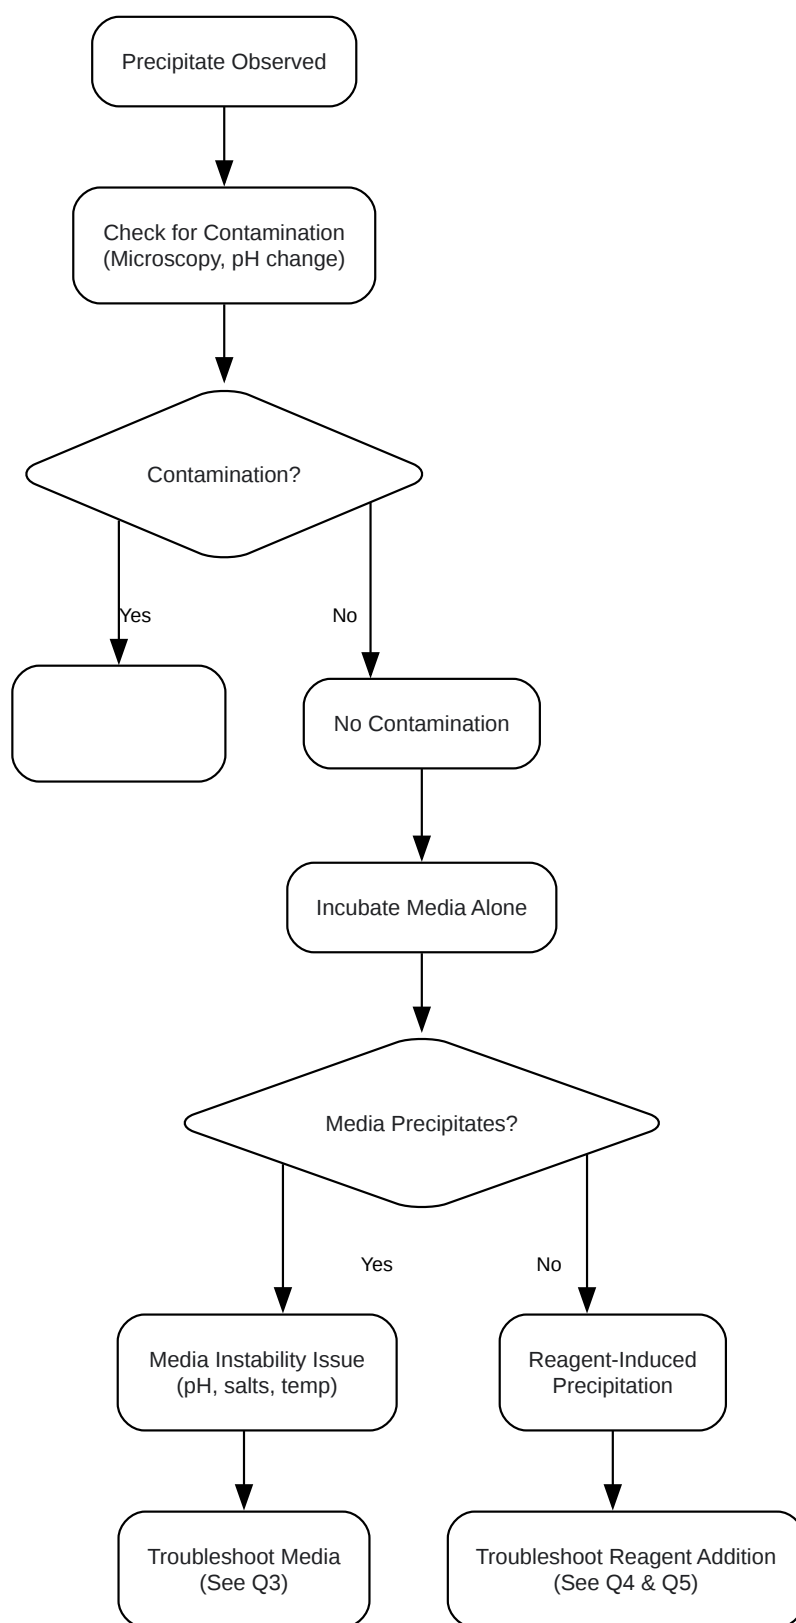 Precipitate Observed
Check for Contamination
(Microscopy, pH change)
Contamination?
Yes
No
No Contamination
Incubate Media Alone
Media Precipitates?
Yes
No
Media Instability Issue
(pH, salts, temp)
Reagent-Induced
Precipitation
Troubleshoot Media
(See Q3)
Troubleshoot Reagent Addition
(See Q4 & Q5)